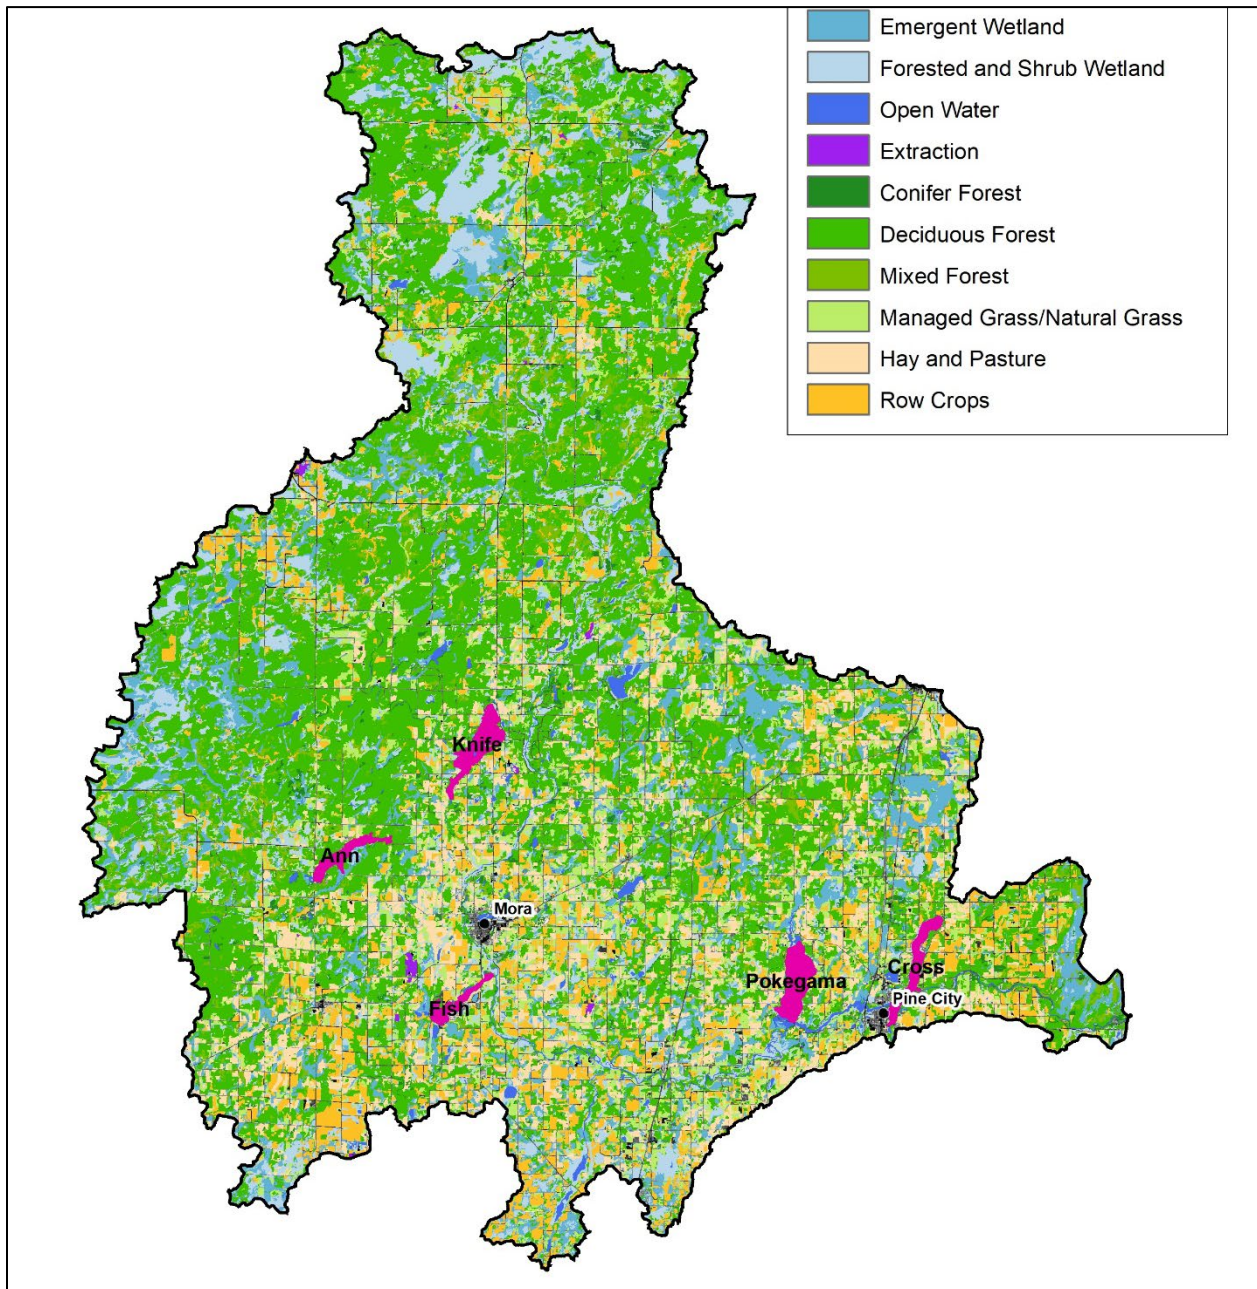 Emergent Wetland
Forested and Shrub Wetland
Open Water
Extraction
Conifer Forest
Deciduous Forest
Mixed Forest
Managed Grass/Natural Grass
Hay and Pasture
Row Crops
Knife
Ann
Mora
Cross
Pokegama
Pine City
Fish